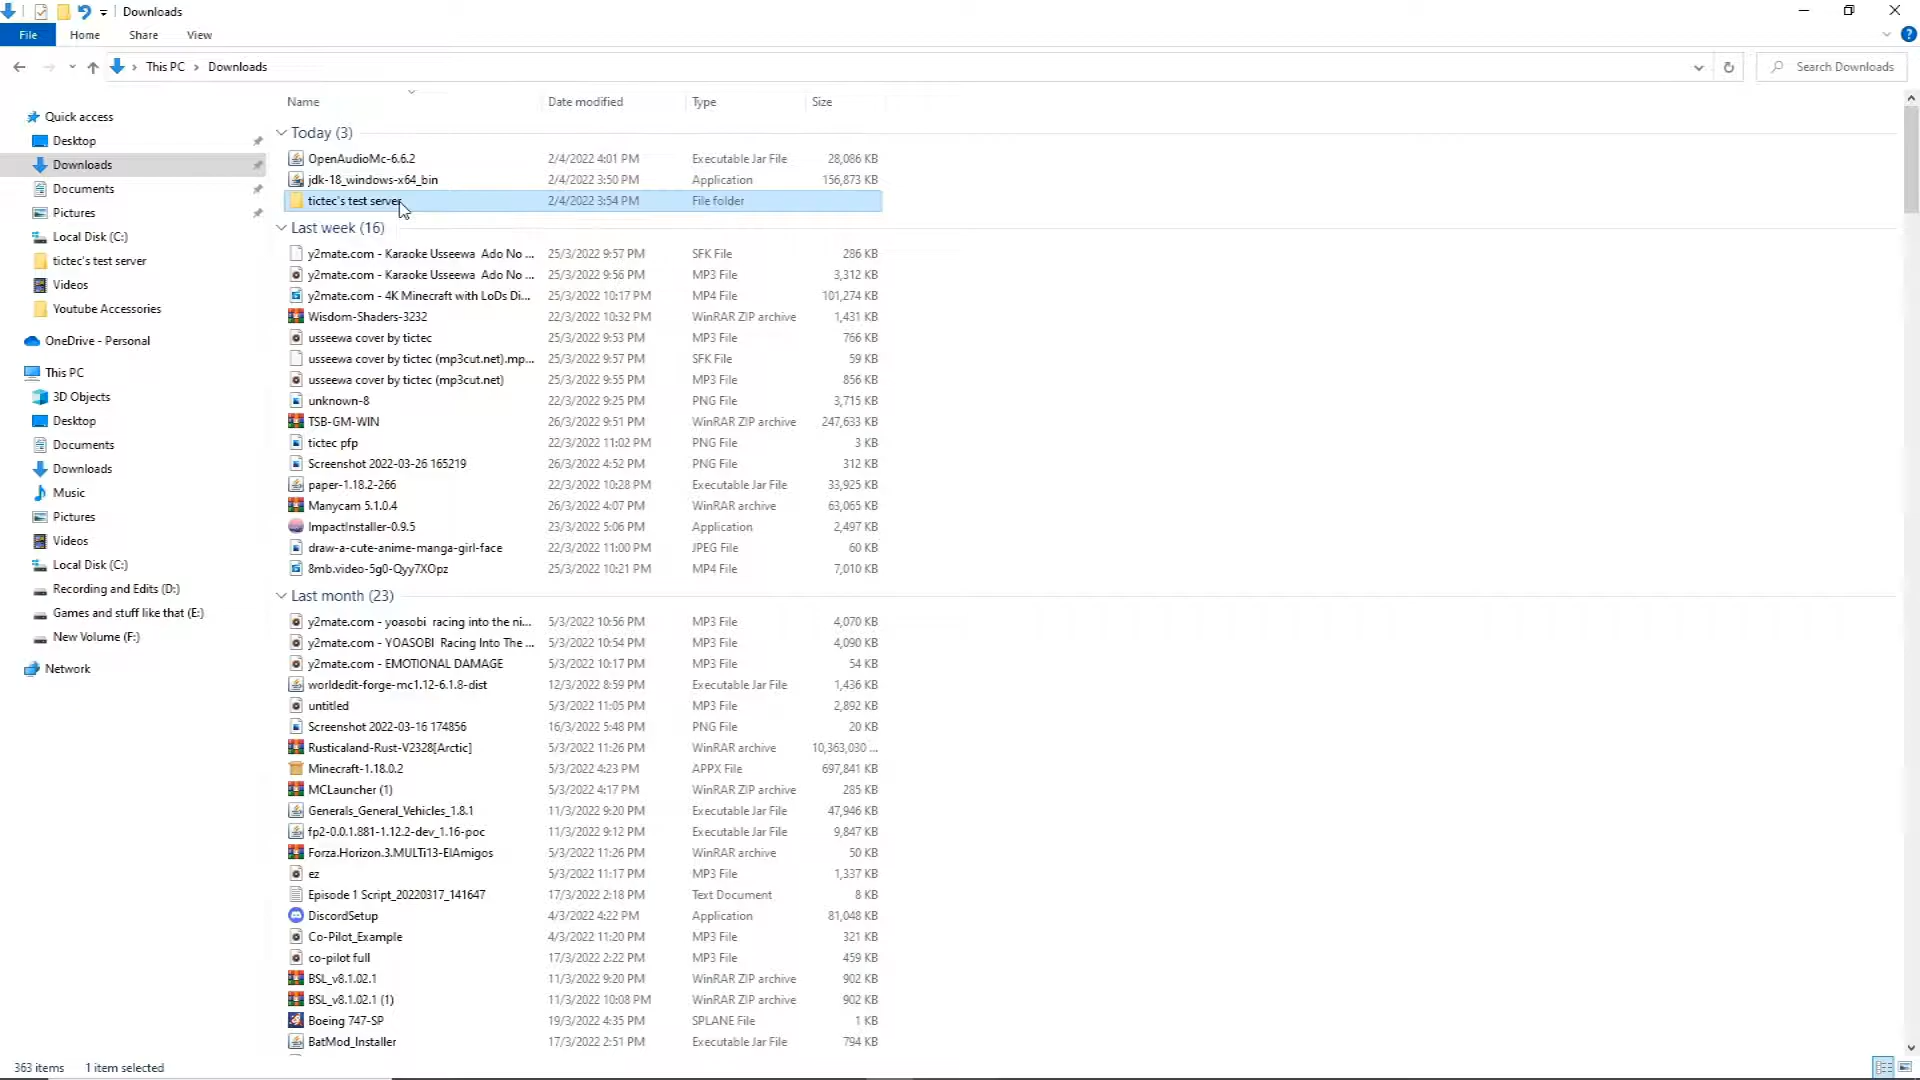 Downloads
File Home Share View
This PC Downloads Search Downloads
Name Date modified Type Size
Quick access
Desktop
Downloads
Documents
Pictures
Local Disk (C:)
tictec's test server
Videos
Youtube Accessories
OneDrive - Personal
This PC
3D Objects
Desktop
Documents
Downloads
Music
Pictures
Videos
Local Disk (C:)
Recording and Edits (D:)
Games and stuff like that (E:)
New Volume (F:)
Network
Today (3)
OpenAudioMc-6.6.2 2/4/2022 4:01 PM Executable Jar File 28,086 KB
jdk-18_windows-x64_bin 2/4/2022 3:50 PM Application 156,873 KB
tictec's test server 2/4/2022 3:54 PM File folder
Last week (16)
y2mate.com - Karaoke Usseewa Ado No ... 25/3/2022 9:57 PM SFK File 286 KB
y2mate.com - Karaoke Usseewa Ado No ... 25/3/2022 9:56 PM MP3 File 3,312 KB
y2mate.com - 4K Minecraft with LoDs Di... 25/3/2022 10:17 PM MP4 File 101,274 KB
Wisdom-Shaders-3232 22/3/2022 10:32 PM WinRAR ZIP archive 1,431 KB
usseewa cover by tictec 25/3/2022 9:53 PM MP3 File 766 KB
usseewa cover by tictec (mp3cut.net).mp... 25/3/2022 9:57 PM SFK File 59 KB
usseewa cover by tictec (mp3cut.net) 25/3/2022 9:55 PM MP3 File 856 KB
unknown-8 22/3/2022 9:25 PM PNG File 3,715 KB
TSB-GM-WIN 26/3/2022 9:51 PM WinRAR ZIP archive 247,633 KB
tictec pfp 22/3/2022 11:02 PM PNG File 3 KB
Screenshot 2022-03-26 165219 26/3/2022 4:52 PM PNG File 312 KB
paper-1.18.2-266 22/3/2022 10:28 PM Executable Jar File 33,925 KB
Manycam 5.1.0.4 26/3/2022 4:07 PM WinRAR archive 63,065 KB
ImpactInstaller-0.9.5 23/3/2022 5:06 PM Application 2,497 KB
draw-a-cute-anime-manga-girl-face 22/3/2022 11:00 PM JPEG File 60 KB
8mb.video-5g0-Qyy7XOpz 25/3/2022 10:21 PM MP4 File 7,010 KB
Last month (23)
y2mate.com - yoasobi racing into the ni... 5/3/2022 10:56 PM MP3 File 4,070 KB
y2mate.com - YOASOBI Racing Into The ... 5/3/2022 10:54 PM MP3 File 4,090 KB
y2mate.com - EMOTIONAL DAMAGE 5/3/2022 10:17 PM MP3 File 54 KB
worldedit-forge-mc1.12-6.1.8-dist 12/3/2022 8:59 PM Executable Jar File 1,436 KB
untitled 5/3/2022 11:05 PM MP3 File 2,892 KB
Screenshot 2022-03-16 174856 16/3/2022 5:48 PM PNG File 20 KB
Rusticaland-Rust-V2328[Arctic] 5/3/2022 11:26 PM WinRAR archive 10,363,030 ...
Minecraft-1.18.0.2 5/3/2022 4:23 PM APPX File 697,841 KB
MCLauncher (1) 5/3/2022 4:17 PM WinRAR ZIP archive 285 KB
Generals_General_Vehicles_1.8.1 11/3/2022 9:20 PM Executable Jar File 47,946 KB
fp2-0.0.1.881-1.12.2-dev_1.16-poc 11/3/2022 9:12 PM Executable Jar File 9,847 KB
Forza.Horizon.3.MULTi13-ElAmigos 5/3/2022 11:26 PM WinRAR archive 50 KB
ez 5/3/2022 11:17 PM MP3 File 1,337 KB
Episode 1 Script_20220317_141647 17/3/2022 2:18 PM Text Document 8 KB
DiscordSetup 4/3/2022 4:22 PM Application 81,048 KB
Co-Pilot_Example 4/3/2022 11:20 PM MP3 File 321 KB
co-pilot full 17/3/2022 2:22 PM MP3 File 459 KB
BSL_v8.1.02.1 11/3/2022 9:20 PM WinRAR ZIP archive 902 KB
BSL_v8.1.02.1 (1) 11/3/2022 10:08 PM WinRAR ZIP archive 902 KB
Boeing 747-SP 19/3/2022 4:35 PM SPLANE File 1 KB
BatMod_Installer 17/3/2022 2:51 PM Executable Jar File 794 KB
363 items 1 item selected